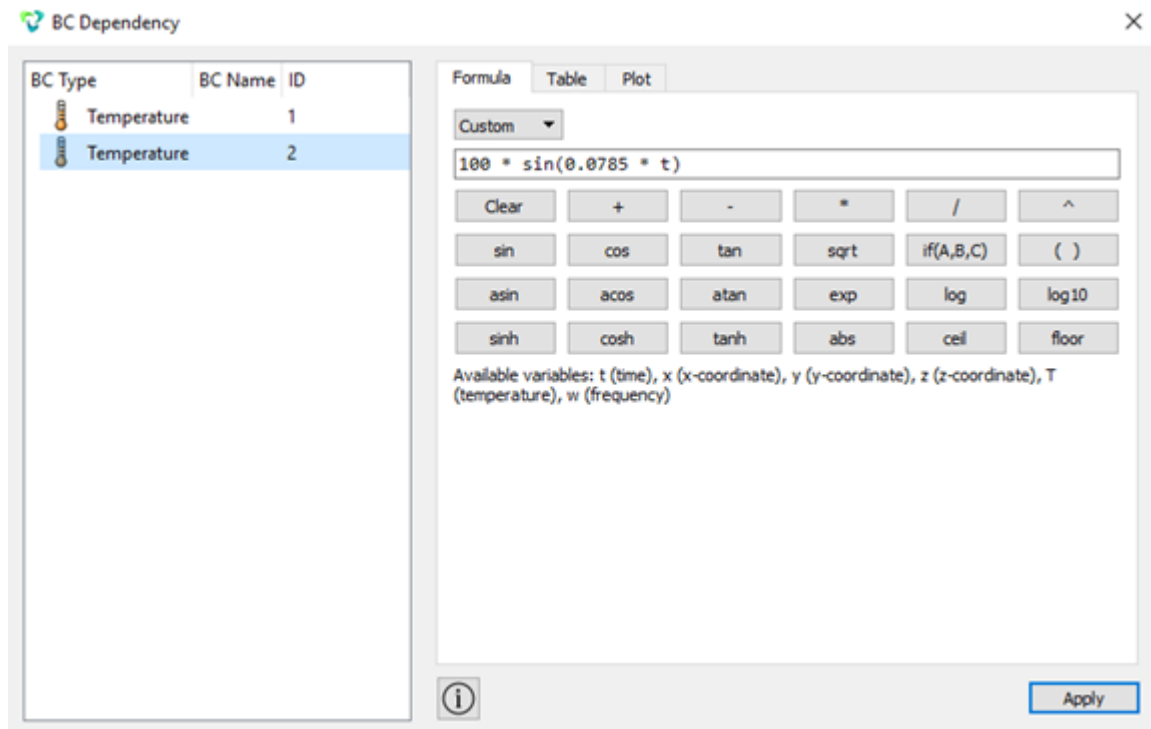 BC Dependency
BC Type BC Name ID
Temperature 1
Temperature 2
Formula Table Plot
Custom
100 * sin(0.0785 * t)
Clear + - * / ^
sin cos tan sqrt if(A,B,C) ( )
asin acos atan exp log log10
sinh cosh tanh abs ceil floor
Available variables: t (time), x (x-coordinate), y (y-coordinate), z (z-coordinate), T
(temperature), w (frequency)
Apply